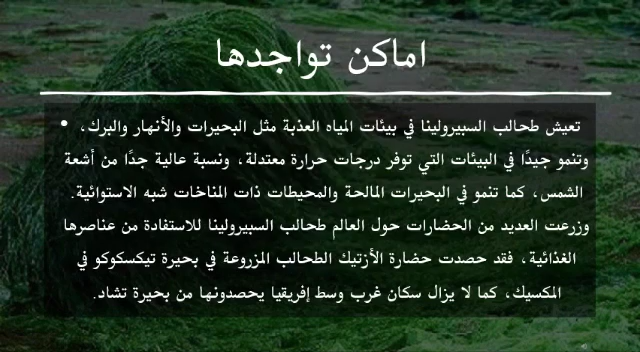 اماكن تواجدها
• تعيش طحالب السبيرولينا في بيئات المياه العذبة مثل البحيرات والأنهار والبرك،
وتنمو جيدًا في البيئات التي توفر درجات حرارة معتدلة، ونسبة عالية جدًا من أشعة
الشمس، كما تنمو في البحيرات المالحة والمحيطات ذات المناخات شبه الاستوائية.
وزرعت العديد من الحضارات حول العالم طحالب السبيرولينا للاستفادة من عناصرها
الغذائية، فقد حصدت حضارة الأزتيك الطحالب المزروعة في بحيرة تيكسكوكو في
المكسيك، كما لا يزال سكان غرب وسط إفريقيا يحصدونها من بحيرة تشاد.